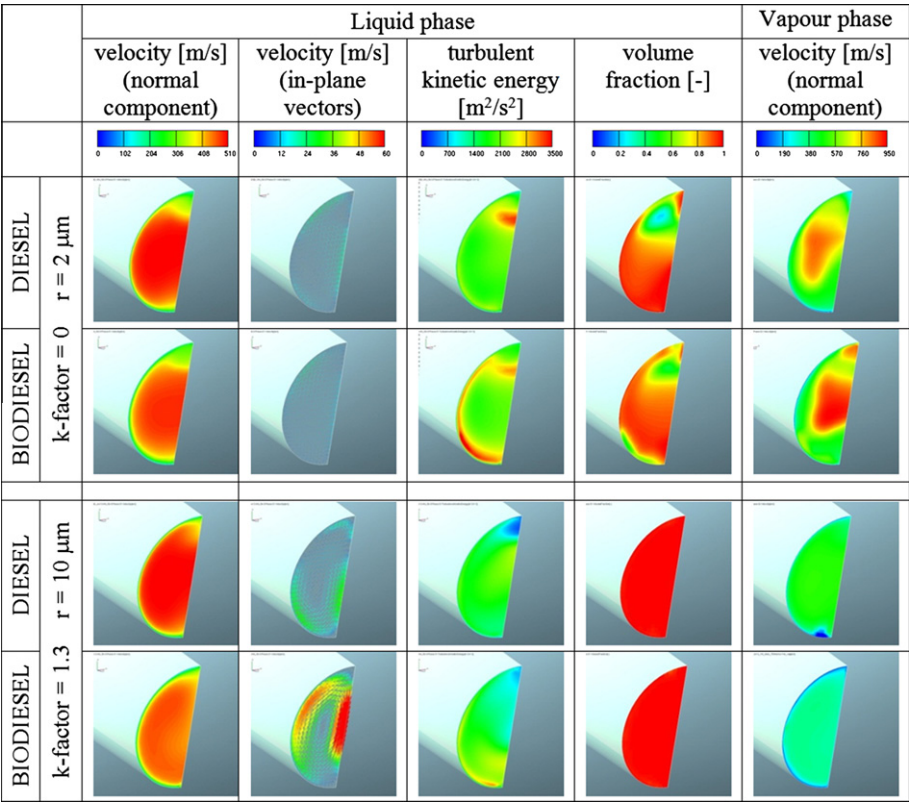 Liquid phase
Vapour phase
velocity [m/s]
(normal
component)
velocity [m/s]
(in-plane
vectors)
turbulent
kinetic energy
[m²/s²]
volume
fraction [-]
velocity [m/s]
(normal
component)
0 102 204 306 408 510
0 12 24 36 48 60
0 700 1400 2100 2800 3500
0 0.2 0.4 0.6 0.8 1
0 190 380 570 760 950
DIESEL
r = 2 μm
BIODIESEL
k-factor = 0
DIESEL
r = 10 μm
BIODIESEL
k-factor = 1.3